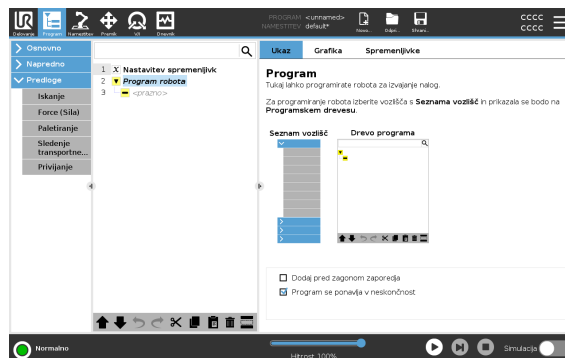 PROGRAM <unnamed>
NAMESTITEV default*
Delovanje Program Namestitev Premik V/I Dnevnik
Novo... Odpri... Shrani...
cccc
cccc
Osnovno
Napredno
Predloge
Iskanje
Force (Sila)
Paletiranje
Sledenje
transportne...
Privijanje
1 X Nastavitev spremenljivk
2 Program robota
3 <prazno>
Ukaz Grafika Spremenljivke
Program
Tukaj lahko programirate robota za izvajanje nalog.
Za programiranje robota izberite vozlišča s Seznama vozlišč in prikazala se bodo na
Programskem drevesu.
Seznam vozlišč Drevo programa
Dodaj pred zagonom zaporedja
Program se ponavlja v neskončnost
Normalno
Hitrost 100%
Simulacija